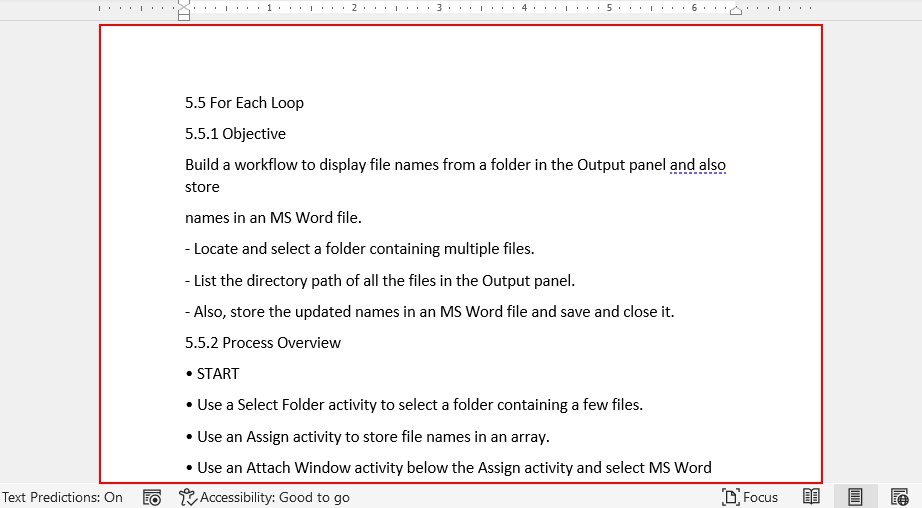 1 2 3 4 5 6
5.5 For Each Loop
5.5.1 Objective
Build a workflow to display file names from a folder in the Output panel and also
store
names in an MS Word file.
- Locate and select a folder containing multiple files.
- List the directory path of all the files in the Output panel.
- Also, store the updated names in an MS Word file and save and close it.
5.5.2 Process Overview
• START
• Use a Select Folder activity to select a folder containing a few files.
• Use an Assign activity to store file names in an array.
• Use an Attach Window activity below the Assign activity and select MS Word
Text Predictions: On Accessibility: Good to go Focus